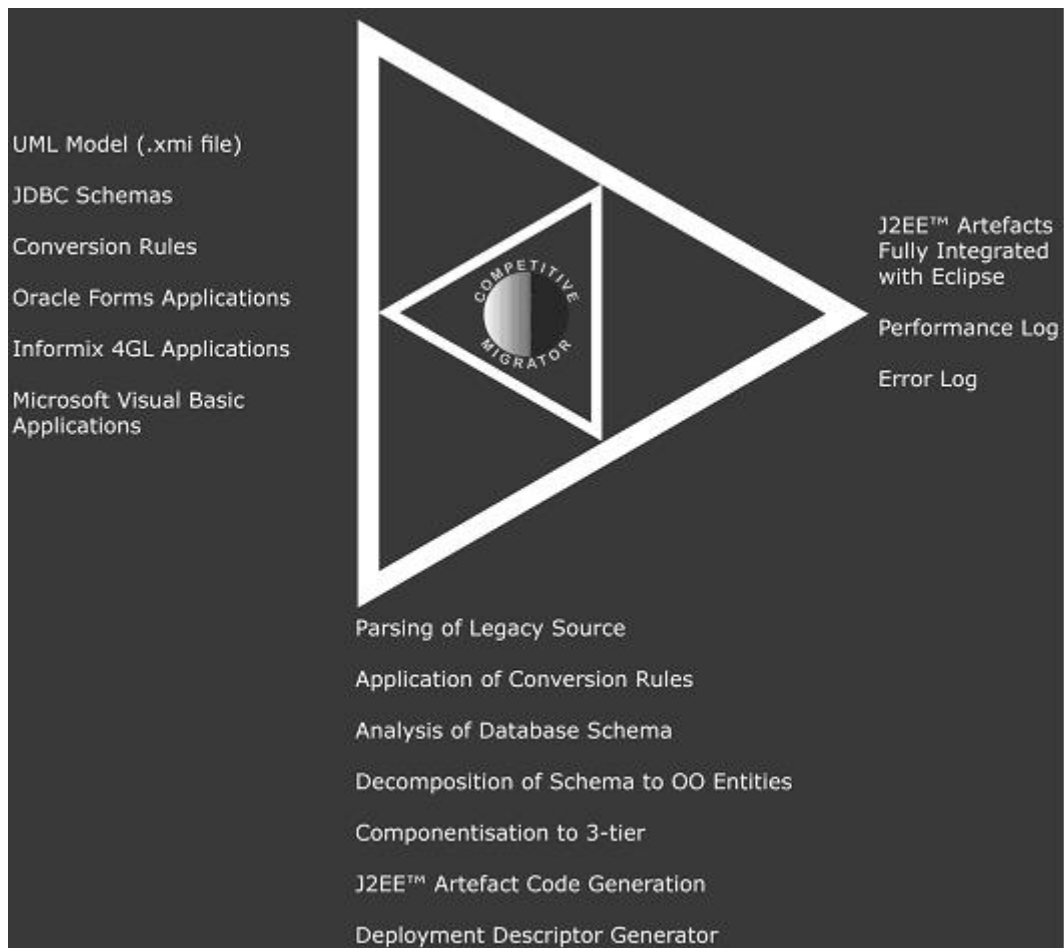 UML Model (.xmi file)
JDBC Schemas
Conversion Rules
Oracle Forms Applications
Informix 4GL Applications
Microsoft Visual Basic
Applications
COMPETITIVE
MIGRATOR
J2EE™ Artefacts
Fully Integrated
with Eclipse
Performance Log
Error Log
Parsing of Legacy Source
Application of Conversion Rules
Analysis of Database Schema
Decomposition of Schema to OO Entities
Componentisation to 3-tier
J2EE™ Artefact Code Generation
Deployment Descriptor Generator